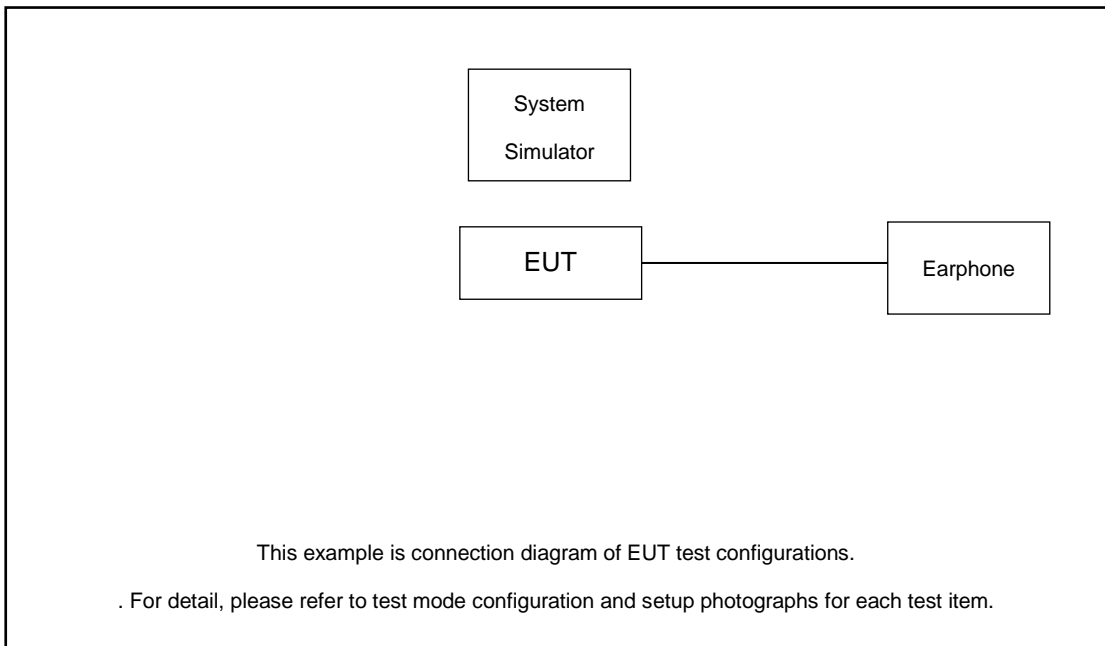 System
Simulator
EUT
Earphone
This example is connection diagram of EUT test configurations.
. For detail, please refer to test mode configuration and setup photographs for each test item.